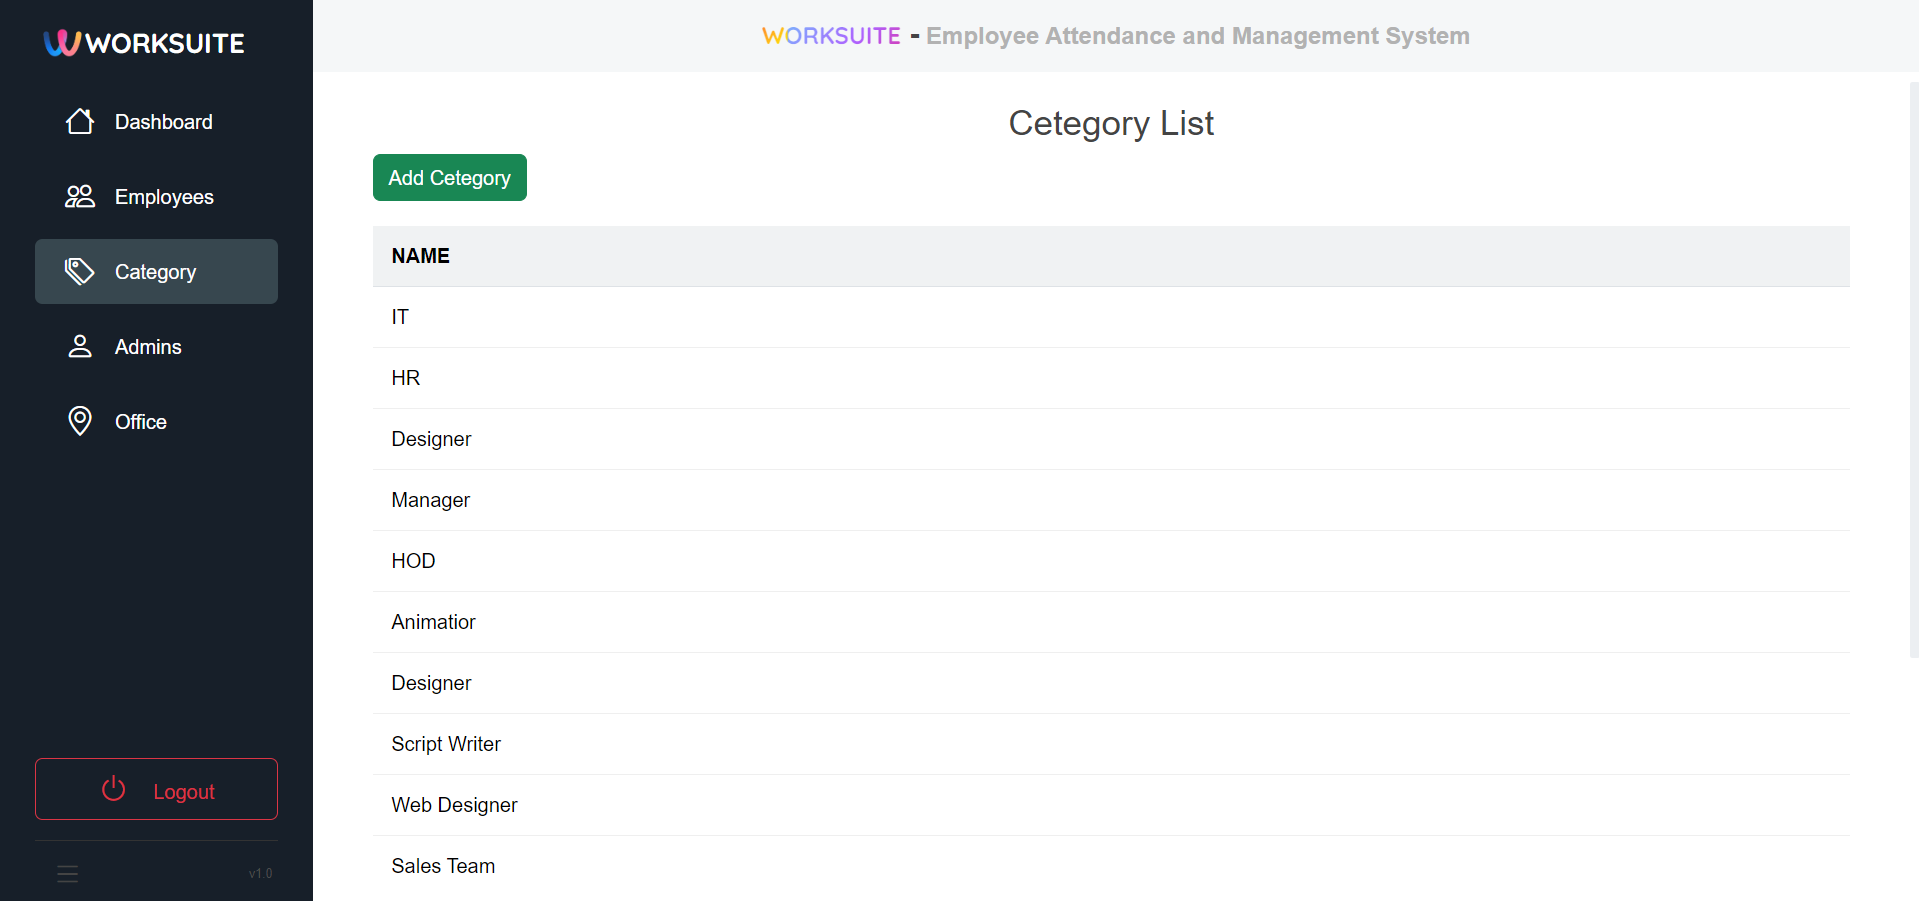 WORKSUITE
Dashboard
Employees
Category
Admins
Office
Logout
v1.0
WORKSUITE - Employee Attendance and Management System
Cetegory List
Add Cetegory
NAME
IT
HR
Designer
Manager
HOD
Animatior
Designer
Script Writer
Web Designer
Sales Team